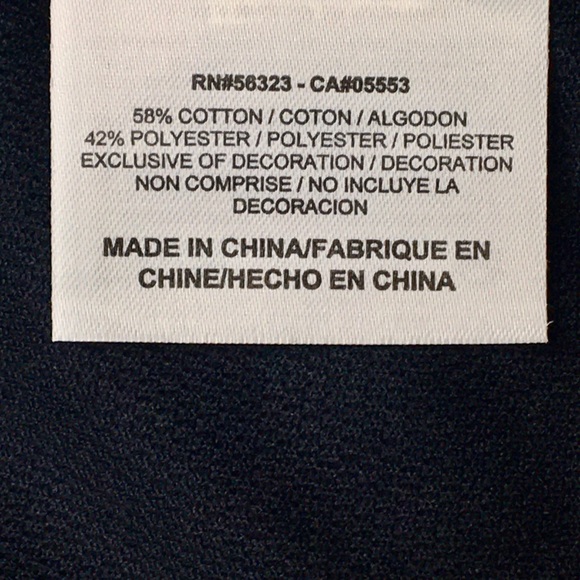 RN#56323 - CA#05553
58% COTTON / COTON / ALGODON
42% POLYESTER / POLYESTER / POLIESTER
EXCLUSIVE OF DECORATION / DECORATION
NON COMPRISE / NO INCLUYE LA
DECORACION
MADE IN CHINA/FABRIQUE EN
CHINE/HECHO EN CHINA